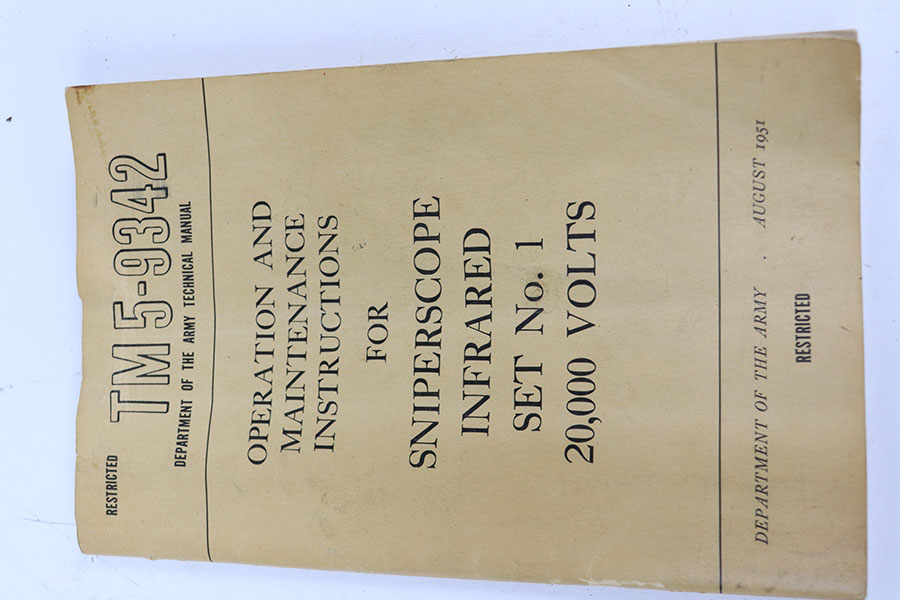 RESTRICTED
TM 5-9342
DEPARTMENT OF THE ARMY TECHNICAL MANUAL
OPERATION AND
MAINTENANCE
INSTRUCTIONS
FOR
SNIPERSCOPE
INFRARED
SET No. 1
20,000 VOLTS
DEPARTMENT OF THE ARMY . AUGUST 1951
RESTRICTED